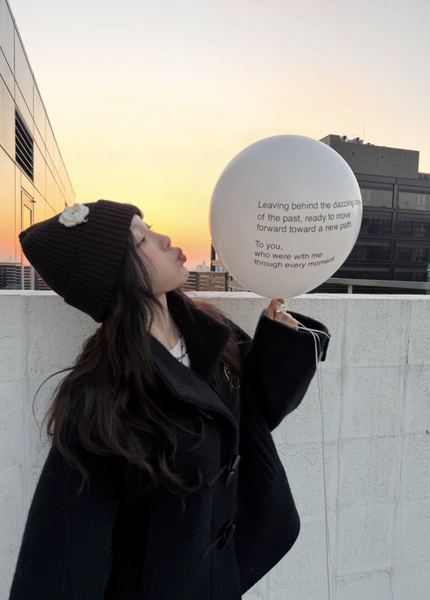 Leaving behind the dazzling
of the past, ready to move
forward toward a new path.
To you,
who were with me
through every moment